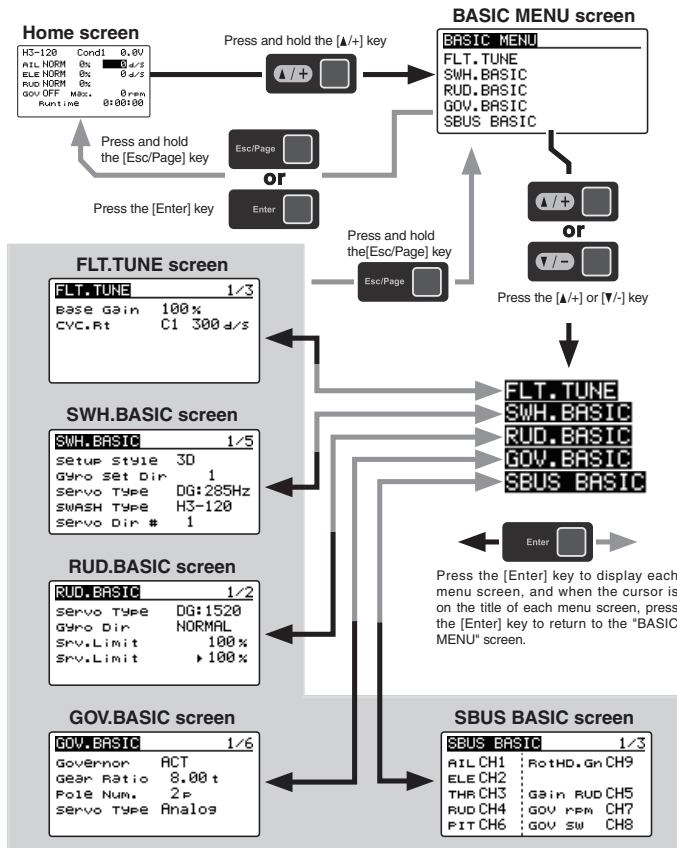 Home screen
H3-120 Cond1 0.0V
AIL NORM 0% 0 d/s
ELE NORM 0% 0 d/s
RUD NORM 0%
GOV OFF Max. 0 rpm
Runtime 0:00:00
Press and hold the [▲/+] key
▲/+
BASIC MENU screen
BASIC MENU
FLT.TUNE
SWH.BASIC
RUD.BASIC
GOV.BASIC
SBUS BASIC
Press and hold
the [Esc/Page] key
Esc/Page
or
Press the [Enter] key
Enter
▲/+
or
▼/-
Press the [▲/+] or [▼/-] key
Press and hold
the[Esc/Page] key
Esc/Page
FLT.TUNE screen
FLT.TUNE 1/3
Base Gain 100%
CYC.Rt C1 300 d/s
SWH.BASIC screen
SWH.BASIC 1/5
Setup Style 3D
Gyro Set Dir 1
Servo Type DG:285Hz
SWASH Type H3-120
Servo Dir # 1
RUD.BASIC screen
RUD.BASIC 1/2
Servo Type DG:1520
Gyro Dir NORMAL
Srv.Limit 100%
Srv.Limit ▸100%
GOV.BASIC screen
GOV.BASIC 1/6
Governor ACT
Gear Ratio 8.00 t
Pole Num. 2 p
Servo Type Analog
FLT.TUNE
SWH.BASIC
RUD.BASIC
GOV.BASIC
SBUS BASIC
Enter
Press the [Enter] key to display each
menu screen, and when the cursor is
on the title of each menu screen, press
the [Enter] key to return to the "BASIC
MENU" screen.
SBUS BASIC screen
SBUS BASIC 1/3
AIL CH1 RotHD.Gn CH9
ELE CH2
THR CH3 Gain RUD CH5
RUD CH4 GOV rpm CH7
PIT CH6 GOV SW CH8